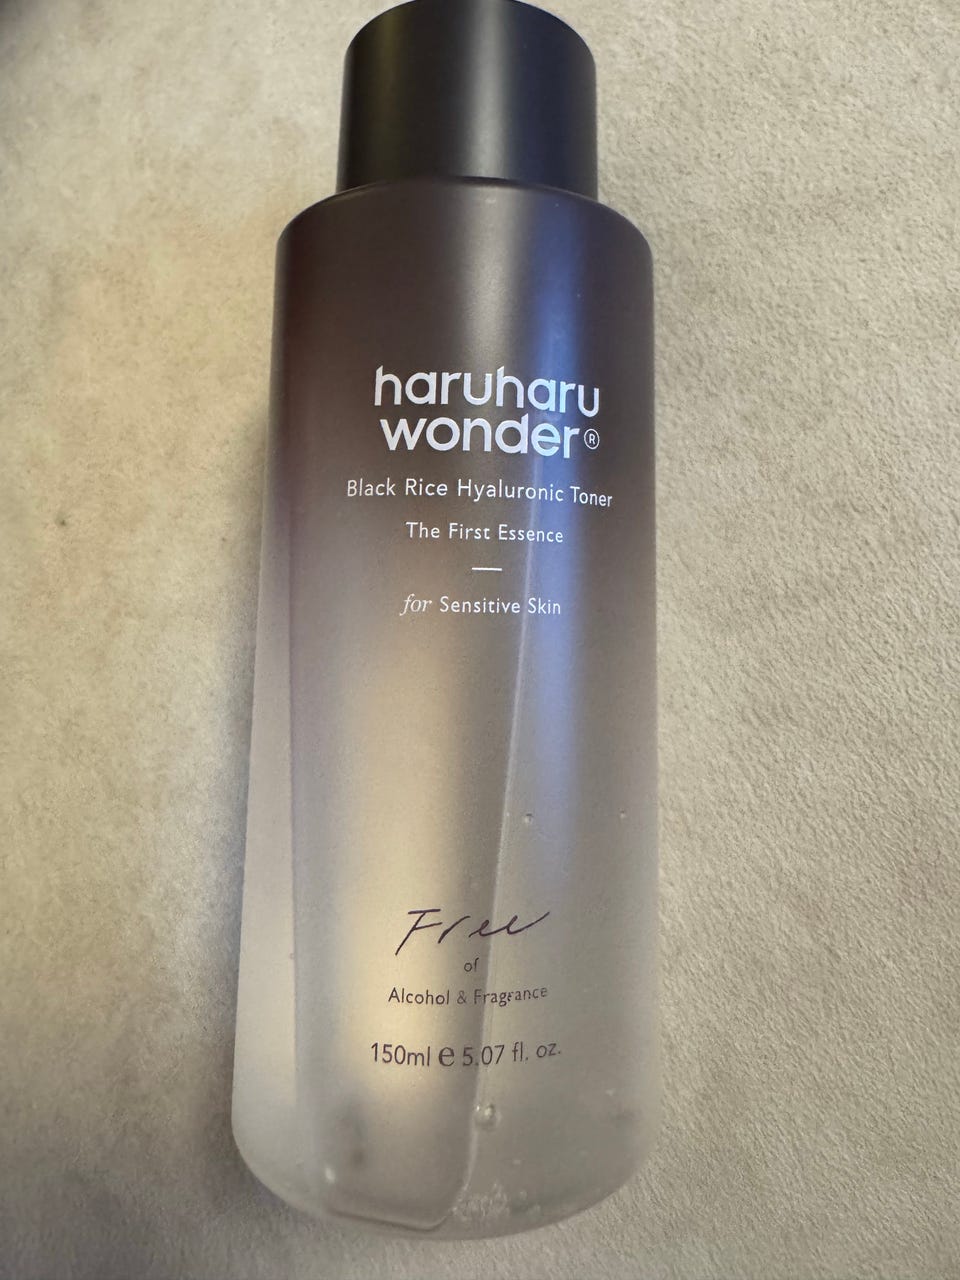 haruharu
wonder®
Black Rice Hyaluronic Toner
The First Essence
for Sensitive Skin
Free
of
Alcohol & Fragrance
150ml ℮ 5.07 fl. oz.